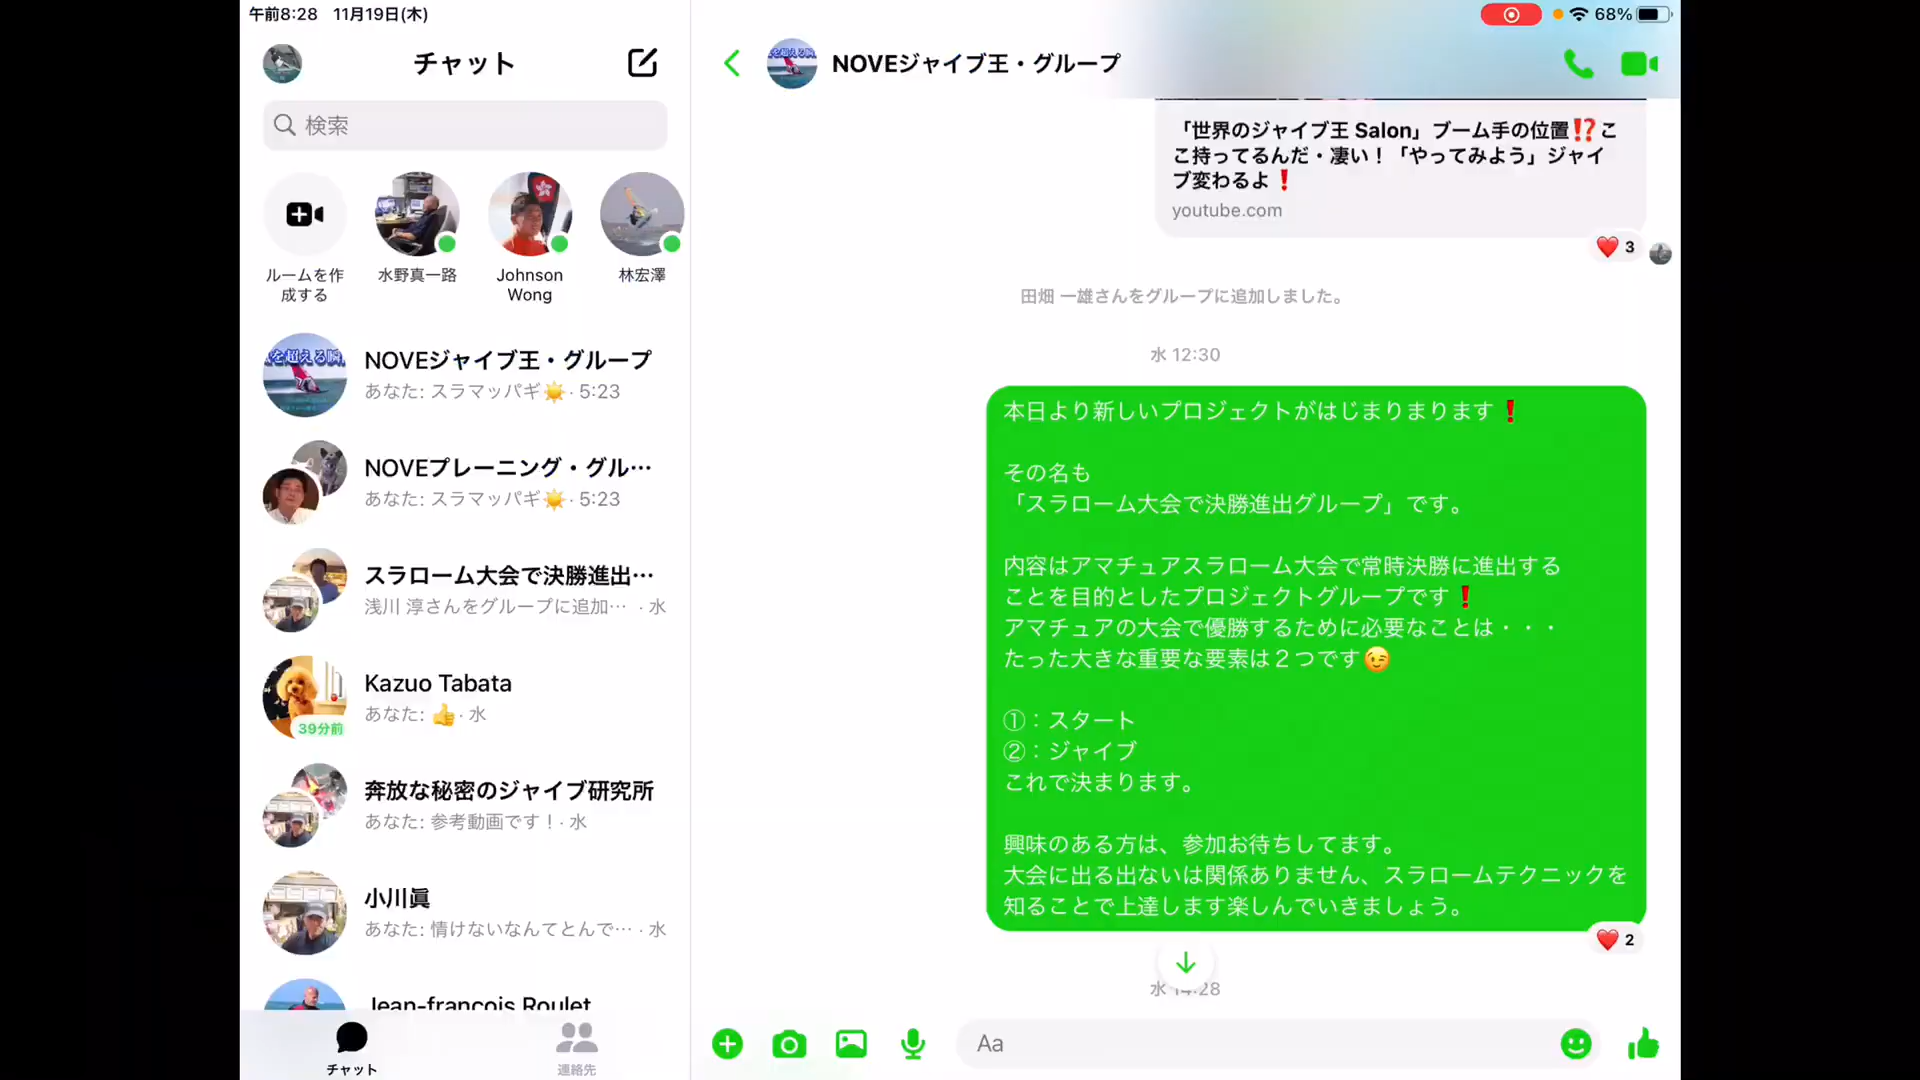 午前8:28 11月19日(木)
68%
チャット
検索
ルームを作
成する
水野真一路
Johnson
Wong
林宏澤
を超える瞬
NOVEジャイブ王・グループ
あなた: スラマッパギ☀️ · 5:23
NOVEプレーニング・グル…
あなた: スラマッパギ☀️ · 5:23
スラローム大会で決勝進出…
浅川 淳さんをグループに追加… · 水
Kazuo Tabata
あなた: 👍 · 水
39分前
奔放な秘密のジャイブ研究所
あなた: 参考動画です！· 水
小川眞
あなた: 情けないなんてとんで… · 水
Jean-francois Roulet
チャット
連絡先
NOVEジャイブ王・グループ
「世界のジャイブ王 Salon」ブーム手の位置⁉️こ
こ持ってるんだ・凄い！「やってみよう」ジャイ
ブ変わるよ❗
youtube.com
❤️ 3
田畑 一雄さんをグループに追加しました。
水 12:30
本日より新しいプロジェクトがはじまりまります❗
その名も
「スラローム大会で決勝進出グループ」です。
内容はアマチュアスラローム大会で常時決勝に進出する
ことを目的としたプロジェクトグループです❗
アマチュアの大会で優勝するために必要なことは・・・
たった大きな重要な要素は２つです😉
①：スタート
②：ジャイブ
これで決まります。
興味のある方は、参加お待ちしてます。
大会に出る出ないは関係ありません、スラロームテクニックを
知ることで上達します楽しんでいきましょう。
❤️ 2
水 14:28
Aa